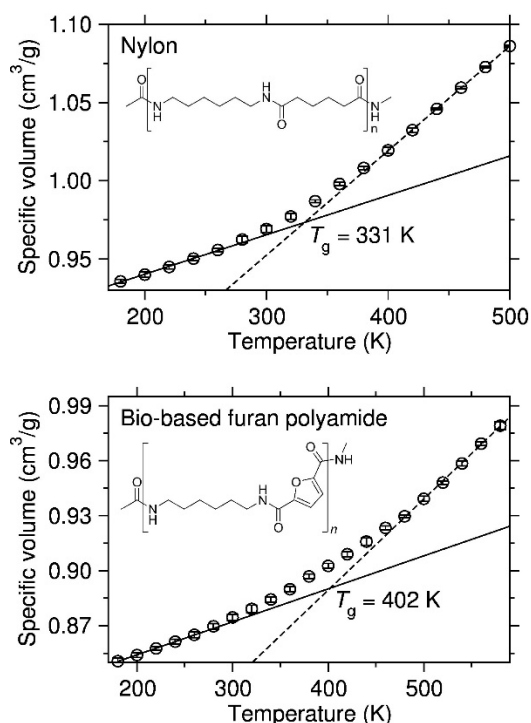 1.10
Nylon
1.05
1.00
0.95
Specific volume (cm³/g)
O
N
H
H
N
O
O
N
H
n
Tg = 331 K
200
300
400
500
Temperature (K)
0.99
Bio-based furan polyamide
0.96
0.93
0.90
0.87
Specific volume (cm³/g)
O
N
H
H
N
O
O
O
N
H
n
Tg = 402 K
200
300
400
500
Temperature (K)